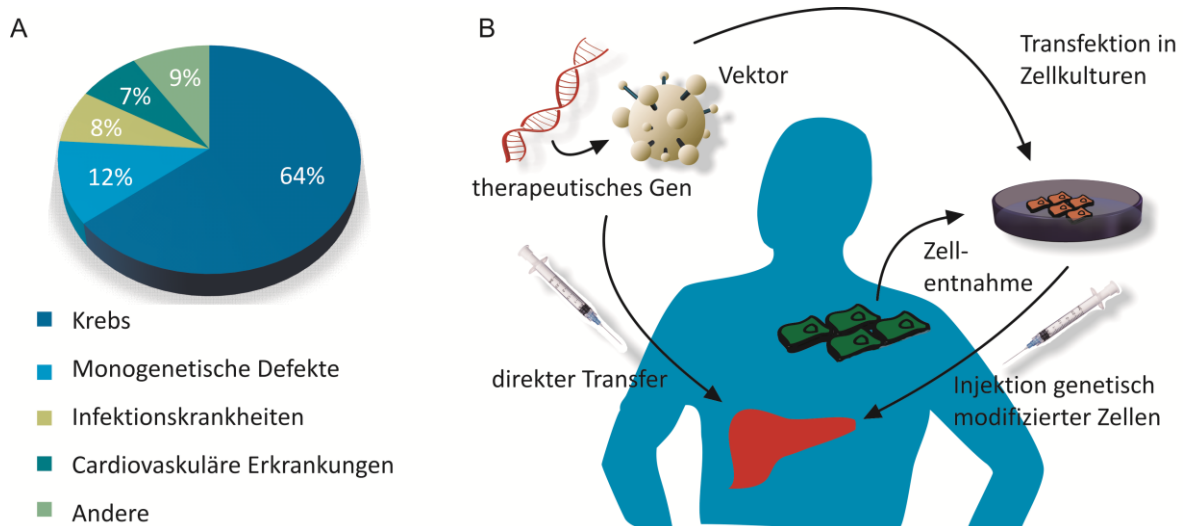 A
9%
7%
8%
12%
64%
Krebs
Monogenetische Defekte
Infektionskrankheiten
Cardiovaskuläre Erkrankungen
Andere
B
Vektor
therapeutisches Gen
Transfektion in
Zellkulturen
Zell-
entnahme
direkter Transfer
Injektion genetisch
modifizierter Zellen